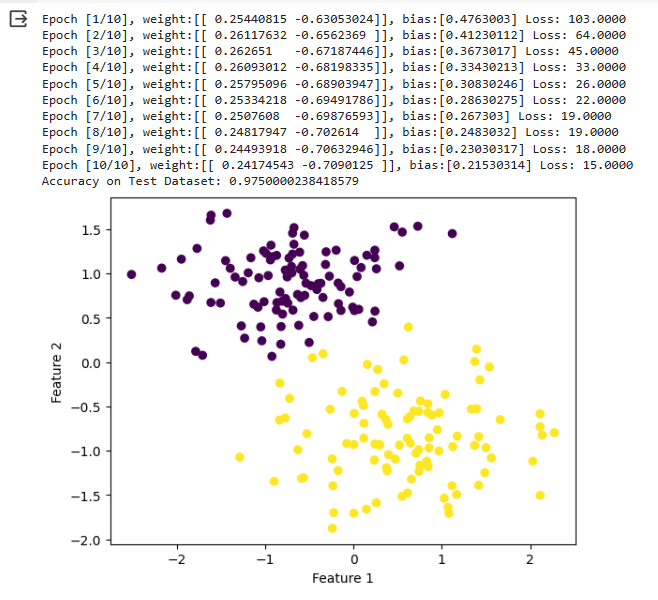 Epoch [1/10], weight:[[ 0.25440815 -0.63053024]], bias:[0.4763003] Loss: 103.0000
Epoch [2/10], weight:[[ 0.26117632 -0.6562369 ]], bias:[0.41230112] Loss: 64.0000
Epoch [3/10], weight:[[ 0.262651   -0.67187446]], bias:[0.3673017] Loss: 45.0000
Epoch [4/10], weight:[[ 0.26093012 -0.68198335]], bias:[0.33430213] Loss: 33.0000
Epoch [5/10], weight:[[ 0.25795096 -0.68903947]], bias:[0.30830246] Loss: 26.0000
Epoch [6/10], weight:[[ 0.25334218 -0.69491786]], bias:[0.28630275] Loss: 22.0000
Epoch [7/10], weight:[[ 0.2507608  -0.69876593]], bias:[0.267303] Loss: 19.0000
Epoch [8/10], weight:[[ 0.24817947 -0.702614  ]], bias:[0.2483032] Loss: 19.0000
Epoch [9/10], weight:[[ 0.24493918 -0.70632946]], bias:[0.23030317] Loss: 18.0000
Epoch [10/10], weight:[[ 0.24174543 -0.7090125 ]], bias:[0.21530314] Loss: 15.0000
Accuracy on Test Dataset: 0.9750000238418579
1.5
1.0
0.5
0.0
−0.5
−1.0
−1.5
−2.0
Feature 2
−2 −1 0 1 2
Feature 1